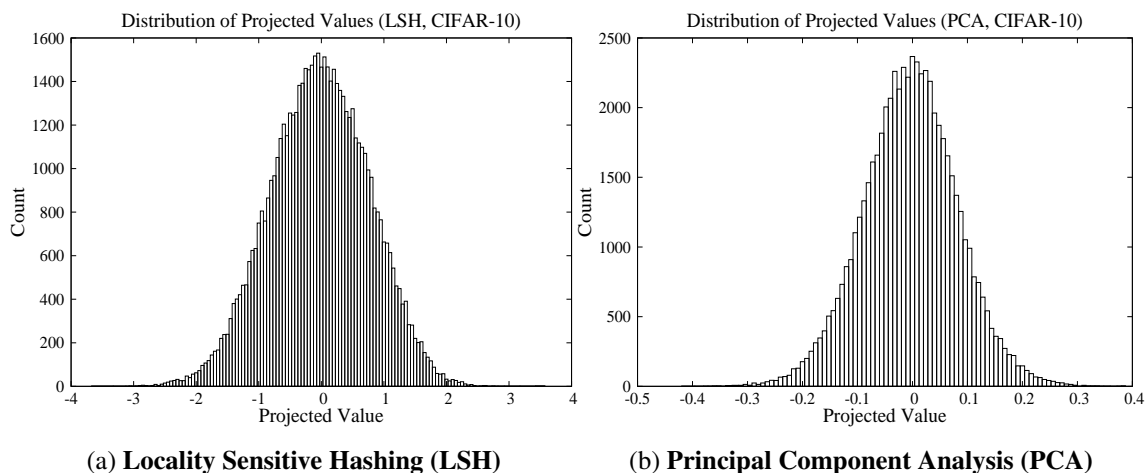 Distribution of Projected Values (LSH, CIFAR-10)
1600
1400
1200
1000
800
600
400
200
0
Count
-4 -3 -2 -1 0 1 2 3 4
Projected Value
(a) Locality Sensitive Hashing (LSH)
Distribution of Projected Values (PCA, CIFAR-10)
2500
2000
1500
1000
500
0
Count
-0.5 -0.4 -0.3 -0.2 -0.1 0 0.1 0.2 0.3 0.4
Projected Value
(b) Principal Component Analysis (PCA)